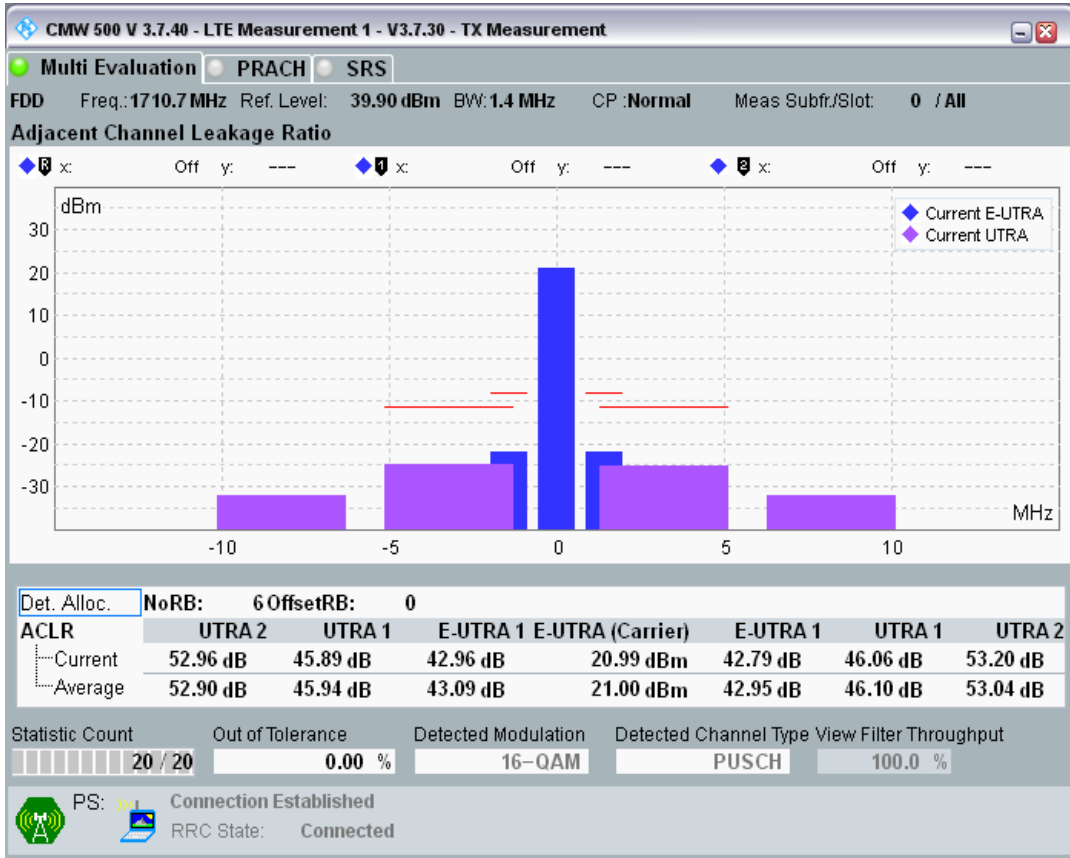 CMW 500 V 3.7.40 - LTE Measurement 1 - V3.7.30 - TX Measurement
Multi Evaluation PRACH SRS
FDD Freq.: 1710.7 MHz Ref. Level: 39.90 dBm BW: 1.4 MHz CP : Normal Meas Subfr./Slot: 0 / All
Adjacent Channel Leakage Ratio
R x: Off y: --- 1 x: Off y: --- 2 x: Off y: ---
dBm
Current E-UTRA
Current UTRA
30
20
10
0
-10
-20
-30
MHz
-10 -5 0 5 10
Det. Alloc. NoRB: 6 OffsetRB: 0
ACLR UTRA 2 UTRA 1 E-UTRA 1 E-UTRA (Carrier) E-UTRA 1 UTRA 1 UTRA 2
Current 52.96 dB 45.89 dB 42.96 dB 20.99 dBm 42.79 dB 46.06 dB 53.20 dB
Average 52.90 dB 45.94 dB 43.09 dB 21.00 dBm 42.95 dB 46.10 dB 53.04 dB
Statistic Count Out of Tolerance Detected Modulation Detected Channel Type View Filter Throughput
20 / 20 0.00 % 16-QAM PUSCH 100.0 %
PS: Connection Established
RRC State: Connected